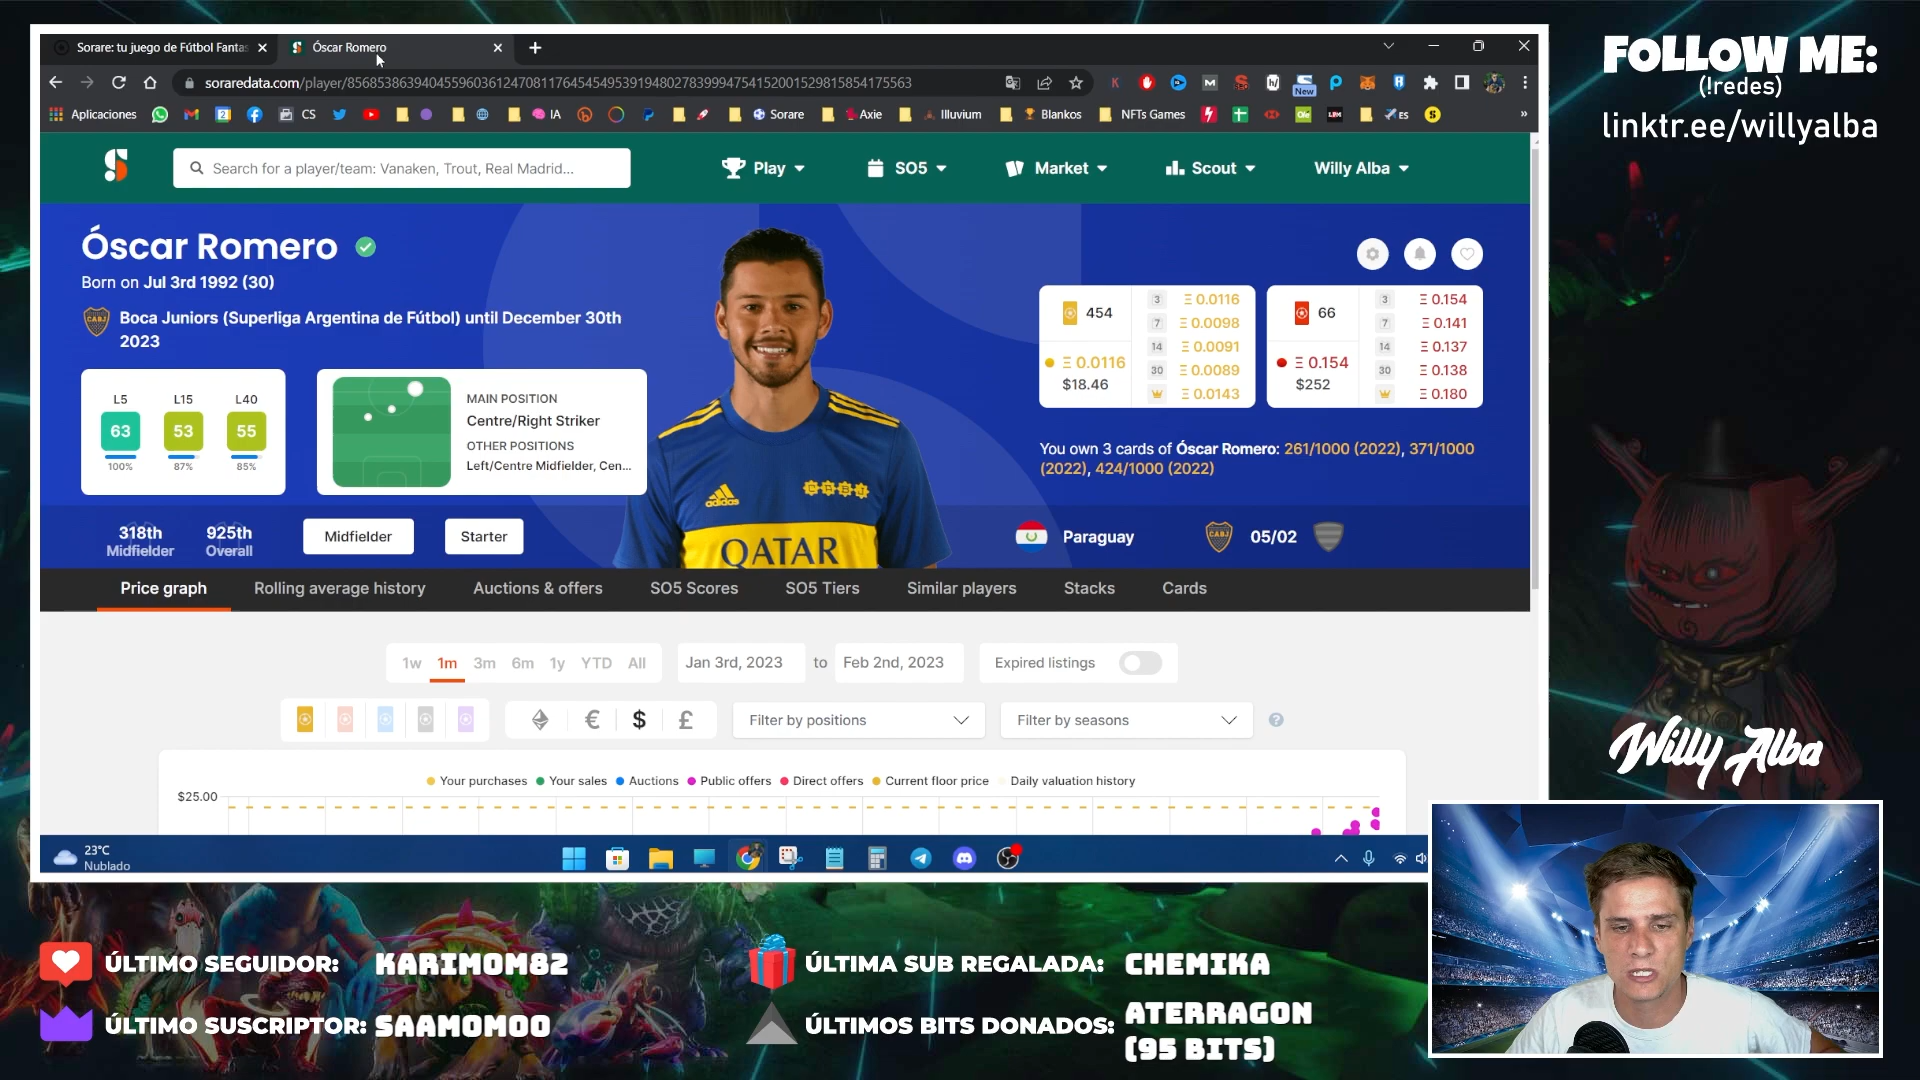 Sorare: tu juego de Fútbol Fantas
Óscar Romero
FOLLOW ME:
(!redes)
linktr.ee/willyalba
soraredata.com/player/85685386394045596036124708117645454953919480278399947541520015298158541755​63
New
Aplicaciones
CS
IA
Sorare
Axie
Illuvium
Blankos
NFTs Games
ES
»
Search for a player/team: Vanaken, Trout, Real Madrid...
Play
SO5
Market
Scout
Willy Alba
Óscar Romero
Born on Jul 3rd 1992 (30)
Boca Juniors (Superliga Argentina de Fútbol) until December 30th
2023
L5
L15
L40
63
53
55
100%
87%
85%
MAIN POSITION
Centre/Right Striker
OTHER POSITIONS
Left/Centre Midfielder, Cen...
454
Ξ 0.0116
$18.46
3 Ξ 0.0116
7 Ξ 0.0098
14 Ξ 0.0091
30 Ξ 0.0089
Ξ 0.0143
66
Ξ 0.154
$252
3 Ξ 0.154
7 Ξ 0.141
14 Ξ 0.137
30 Ξ 0.138
Ξ 0.180
You own 3 cards of Óscar Romero: 261/1000 (2022), 371/1000
(2022), 424/1000 (2022)
318th
Midfielder
925th
Overall
Midfielder
Starter
adidas
QATAR
Paraguay
05/02
Price graph
Rolling average history
Auctions & offers
SO5 Scores
SO5 Tiers
Similar players
Stacks
Cards
1w
1m
3m
6m
1y
YTD
All
Jan 3rd, 2023
to
Feb 2nd, 2023
Expired listings
€
$
£
Filter by positions
Filter by seasons
?
Your purchases
Your sales
Auctions
Public offers
Direct offers
Current floor price
Daily valuation history
$25.00
Willy Alba
23°C
Nublado
ÚLTIMO SEGUIDOR: KARIMOM82
ÚLTIMA SUB REGALADA: CHEMIKA
ÚLTIMO SUSCRIPTOR: SAAMOMOO
ÚLTIMOS BITS DONADOS: ATERRAGON
(95 BITS)